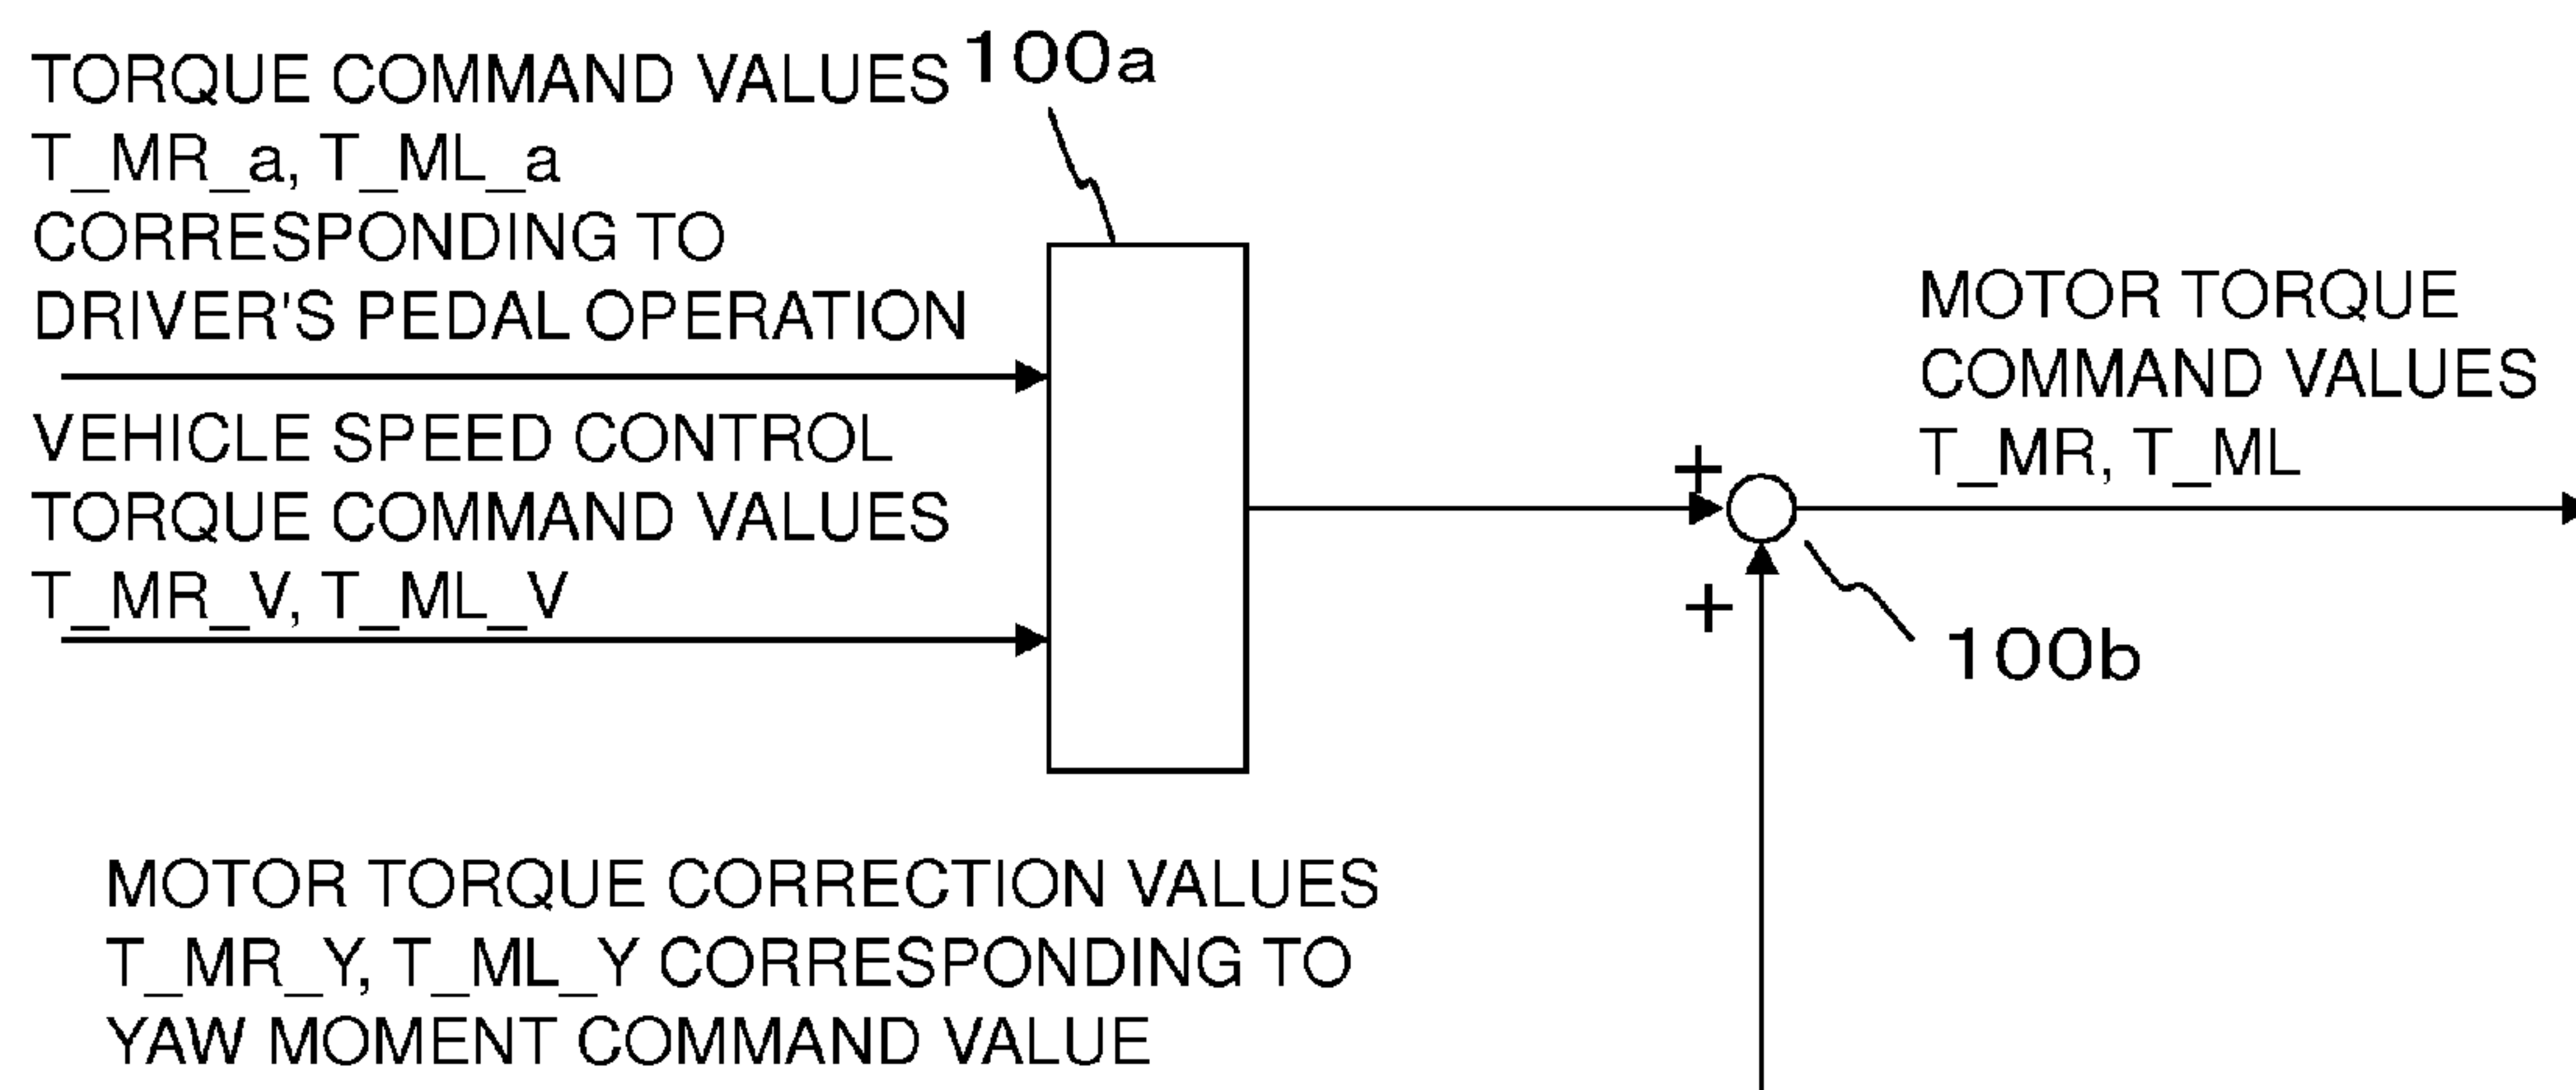 TORQUE COMMAND VALUES
T_MR_a, T_ML_a
CORRESPONDING TO
DRIVER'S PEDAL OPERATION
100a
VEHICLE SPEED CONTROL
TORQUE COMMAND VALUES
T_MR_V, T_ML_V
+
+
MOTOR TORQUE
COMMAND VALUES
T_MR, T_ML
100b
MOTOR TORQUE CORRECTION VALUES
T_MR_Y, T_ML_Y CORRESPONDING TO
YAW MOMENT COMMAND VALUE